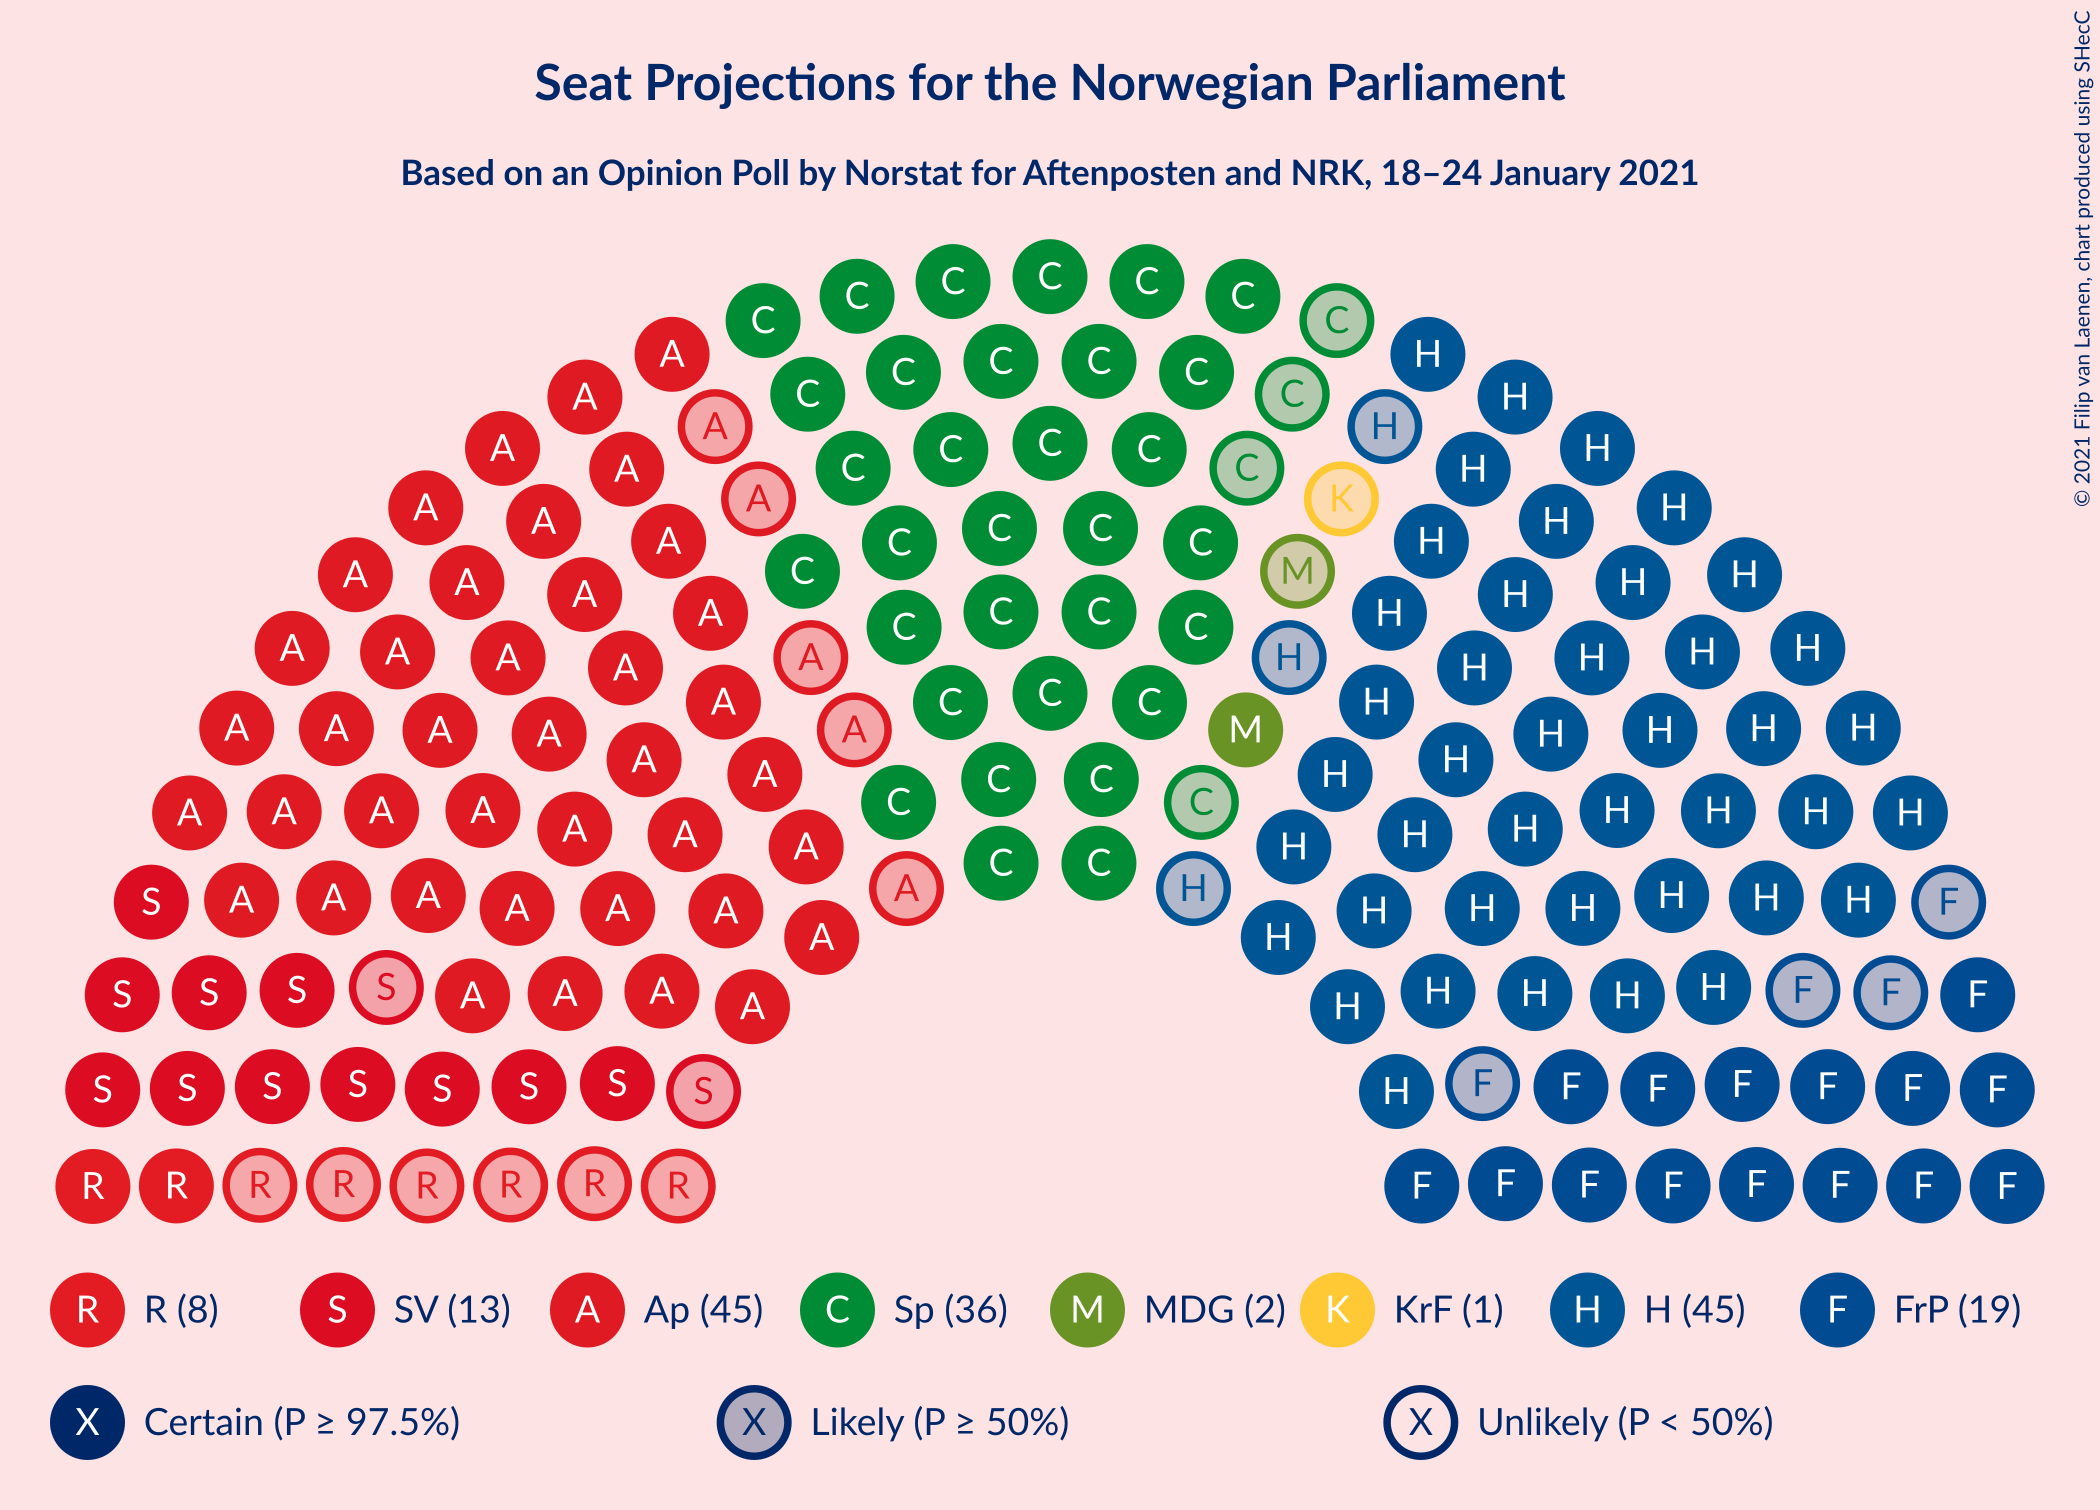 Seat Projections for the Norwegian Parliament
Based on an Opinion Poll by Norstat for Aftenposten and NRK, 18–24 January 2021
© 2021 Filip van Laenen, chart produced using SHecC
C C C C C C C
A C C C C C C H
A A C C C C C H H
A A A C C C C K H H
A A A C C M H H
A A A A C C C C H H H H
A A A A A C C C H H H H H
A A A A A A M H H H H H H
A A A A A A C C C C H H H H H H
A A A H H H
S A A A A A A A C C H H H H H H H F
A H
S S S S A A A A H H H H F F F
S S S S S S S S H F F F F F F F
R R R R R R R R F F F F F F F F
R R (8) S SV (13) A Ap (45) C Sp (36) M MDG (2) K KrF (1) H H (45) F FrP (19)
X Certain (P ≥ 97.5%) X Likely (P ≥ 50%) X Unlikely (P < 50%)